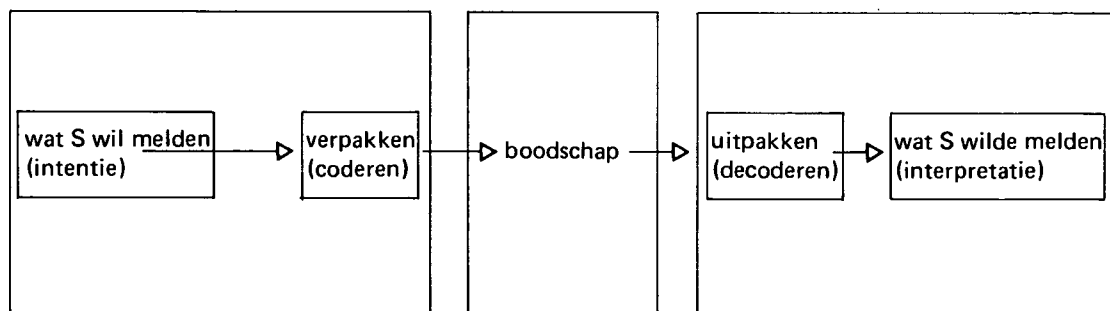 wat S wil melden
(intentie)
verpakken
(coderen)
boodschap
uitpakken
(decoderen)
wat S wilde melden
(interpretatie)